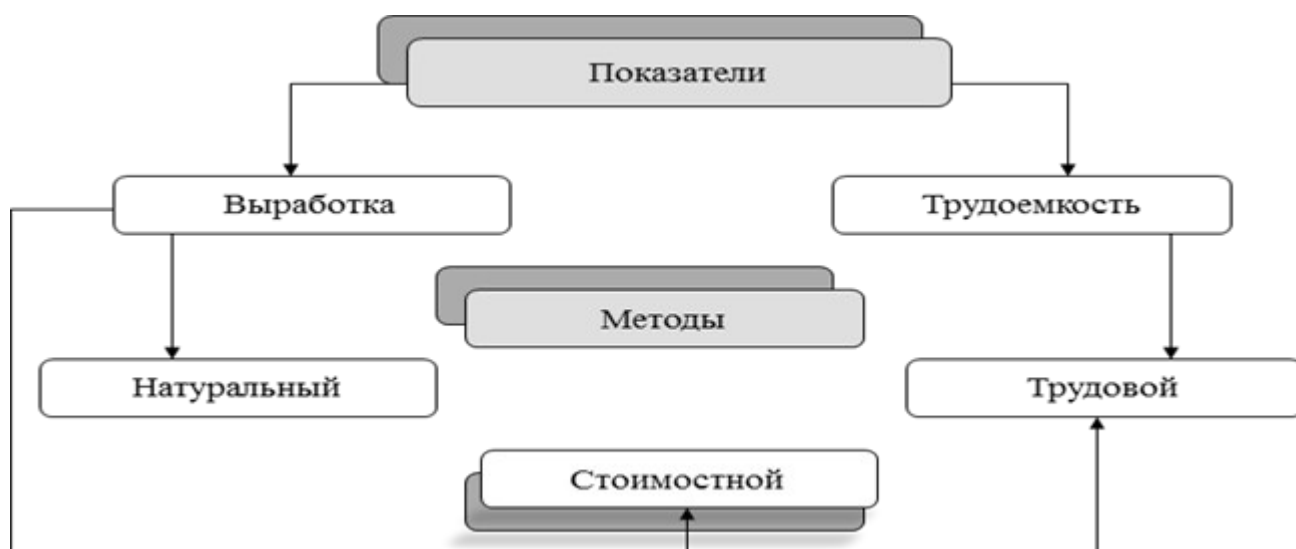 Показатели
Выработка
Трудоемкость
Методы
Натуральный
Трудовой
Стоимостной